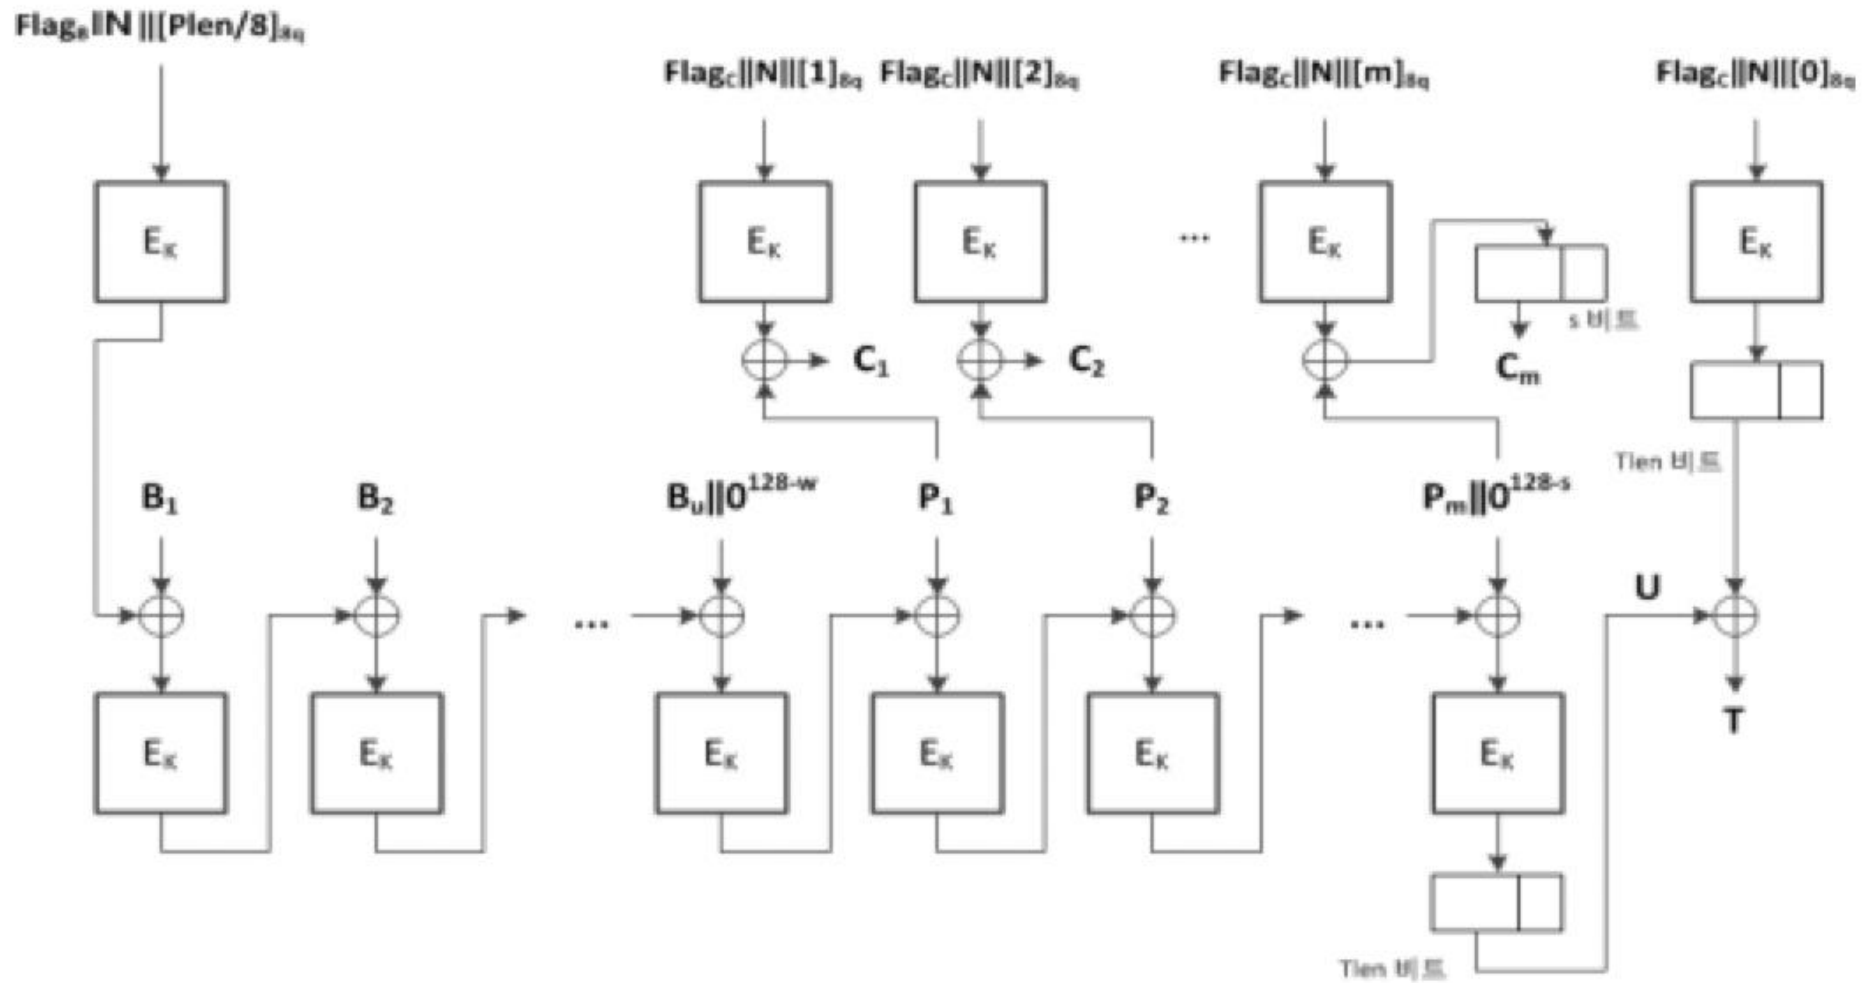 Flag_B||N||[Plen/8]_8q
Flag_C||N||[1]_8q Flag_C||N||[2]_8q Flag_C||N||[m]_8q Flag_C||N||[0]_8q
E_K E_K E_K ... E_K E_K
s 비트
C_1 C_2 C_m
Tlen 비트
B_1 B_2 B_u||0^128-w P_1 P_2 P_m||0^128-s
U
... ...
T
E_K E_K E_K E_K E_K E_K
Tlen 비트